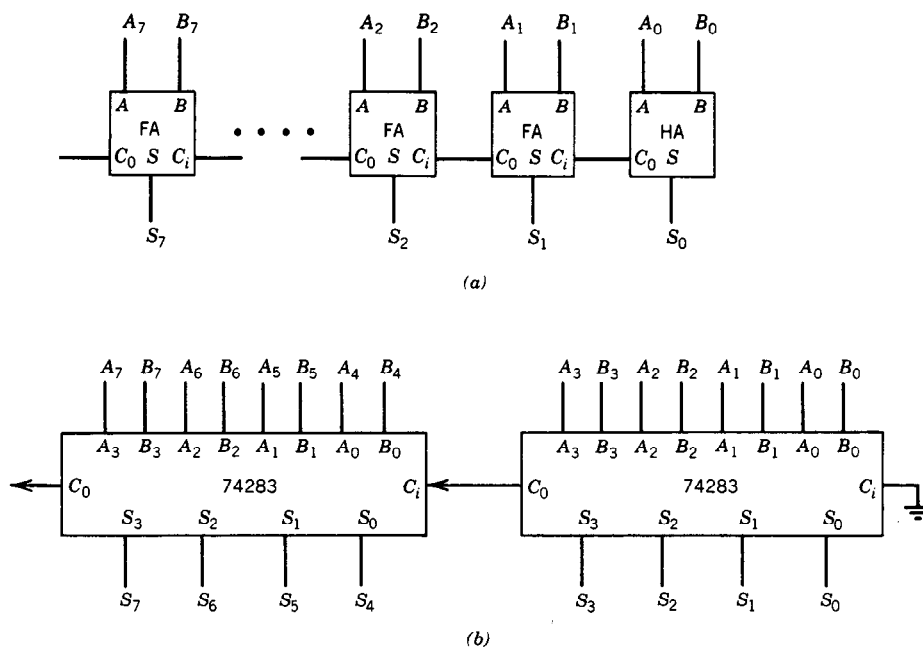 A₇ B₇ A₂ B₂ A₁ B₁ A₀ B₀
A B A B A B A B
FA FA FA HA
C₀ S Cᵢ C₀ S Cᵢ C₀ S Cᵢ C₀ S
S₇ S₂ S₁ S₀
(a)
A₇ B₇ A₆ B₆ A₅ B₅ A₄ B₄ A₃ B₃ A₂ B₂ A₁ B₁ A₀ B₀
A₃ B₃ A₂ B₂ A₁ B₁ A₀ B₀ A₃ B₃ A₂ B₂ A₁ B₁ A₀ B₀
C₀ 74283 Cᵢ C₀ 74283 Cᵢ
S₃ S₂ S₁ S₀ S₃ S₂ S₁ S₀
S₇ S₆ S₅ S₄ S₃ S₂ S₁ S₀
(b)